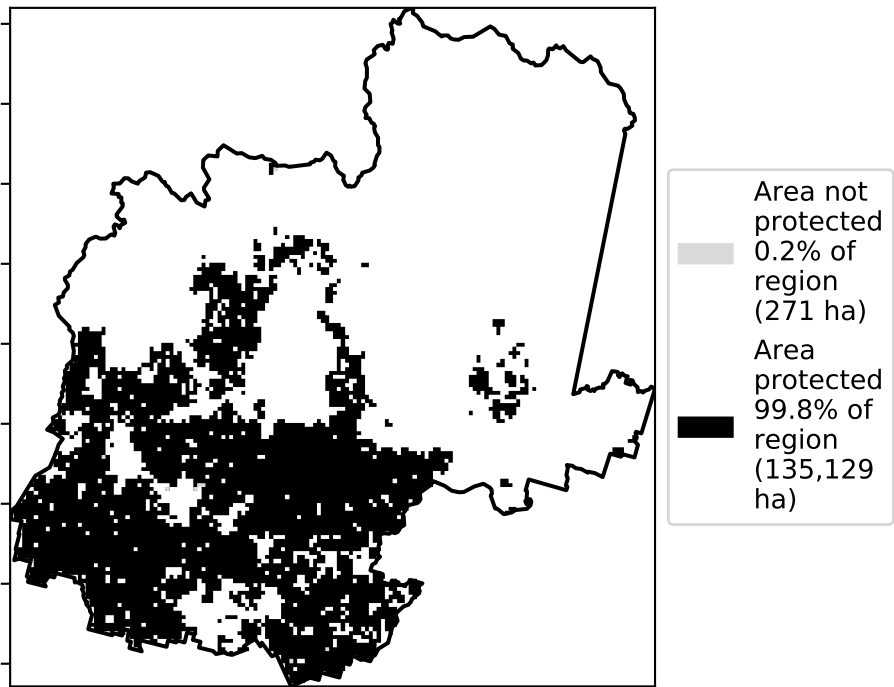 Area not
protected
0.2% of
region
(271 ha)
Area
protected
99.8% of
region
(135,129
ha)